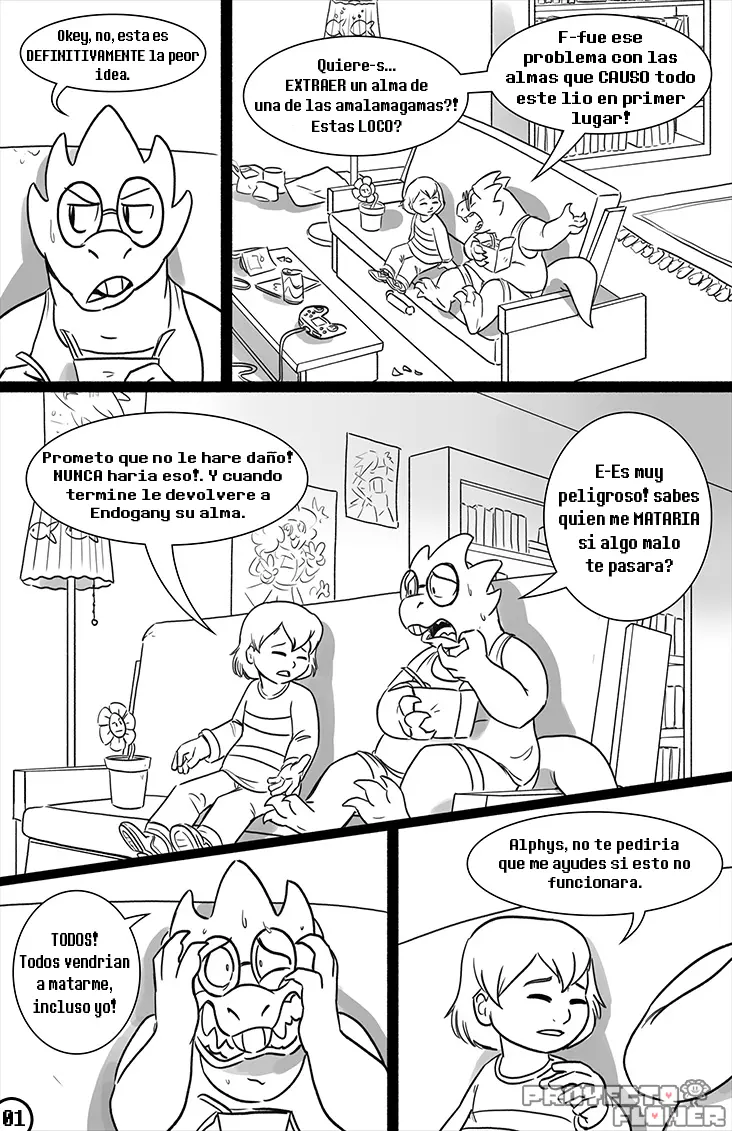 Okey, no, esta es
DEFINITIVAMENTE la peor
idea.
Quiere-s...
EXTRAER un alma de
una de las amalamagamas?!
Estas LOCO?
F-fue ese
problema con las
almas que CAUSO todo
este lio en primer
lugar!
Prometo que no le hare daño!
NUNCA haria eso!. Y cuando
termine le devolvere a
Endogany su alma.
E-Es muy
peligroso! sabes
quien me MATARIA
si algo malo
te pasara?
TODOS!
Todos vendrian
a matarme,
incluso yo!
Alphys, no te pediria
que me ayudes si esto no
funcionara.
01
PROYECTO
FLOWER